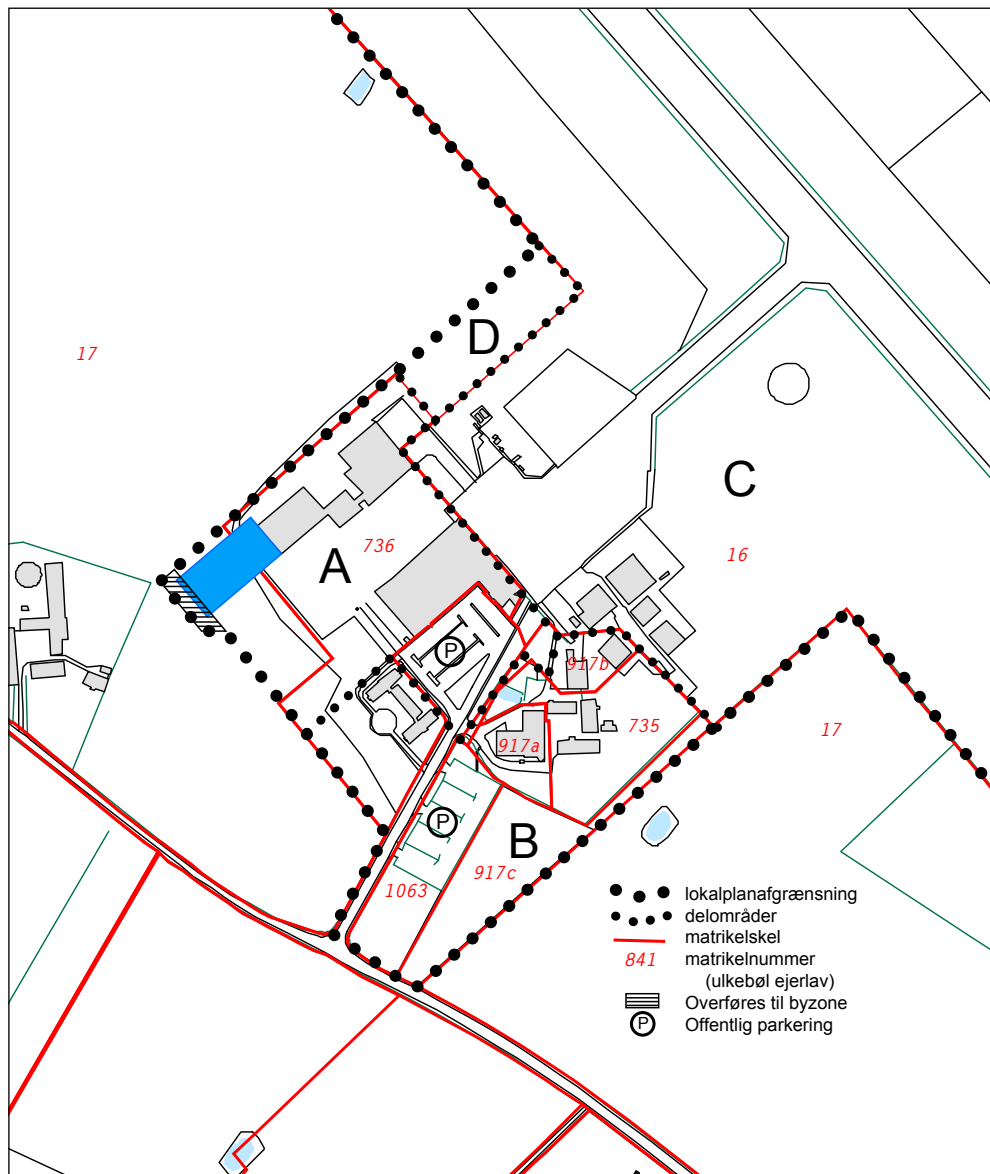 D
17
C
736
A
16
P
917b
735
17
917a
P
B
917c
1063
lokalplanafgrænsning
delområder
matrikelskel
841 matrikelnummer
(ulkebøl ejerlav)
Overføres til byzone
P Offentlig parkering